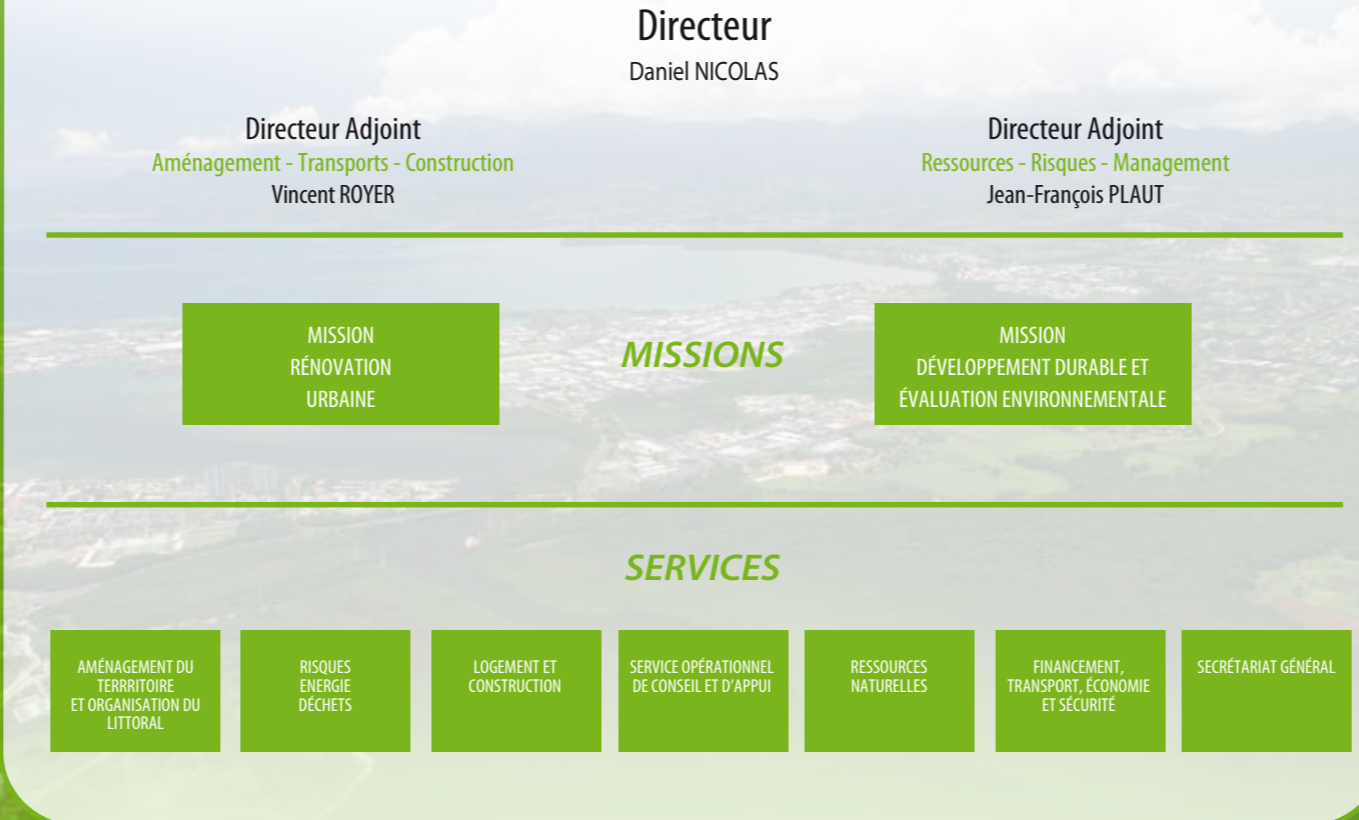 Directeur
Daniel NICOLAS
Directeur Adjoint
Aménagement - Transports - Construction
Vincent ROYER
Directeur Adjoint
Ressources - Risques - Management
Jean-François PLAUT
MISSION
RÉNOVATION
URBAINE
MISSIONS
MISSION
DÉVELOPPEMENT DURABLE ET
ÉVALUATION ENVIRONNEMENTALE
SERVICES
AMÉNAGEMENT DU
TERRRITOIRE
ET ORGANISATION DU
LITTORAL
RISQUES
ENERGIE
DÉCHETS
LOGEMENT ET
CONSTRUCTION
SERVICE OPÉRATIONNEL
DE CONSEIL ET D'APPUI
RESSOURCES
NATURELLES
FINANCEMENT,
TRANSPORT, ÉCONOMIE
ET SÉCURITÉ
SECRÉTARIAT GÉNÉRAL